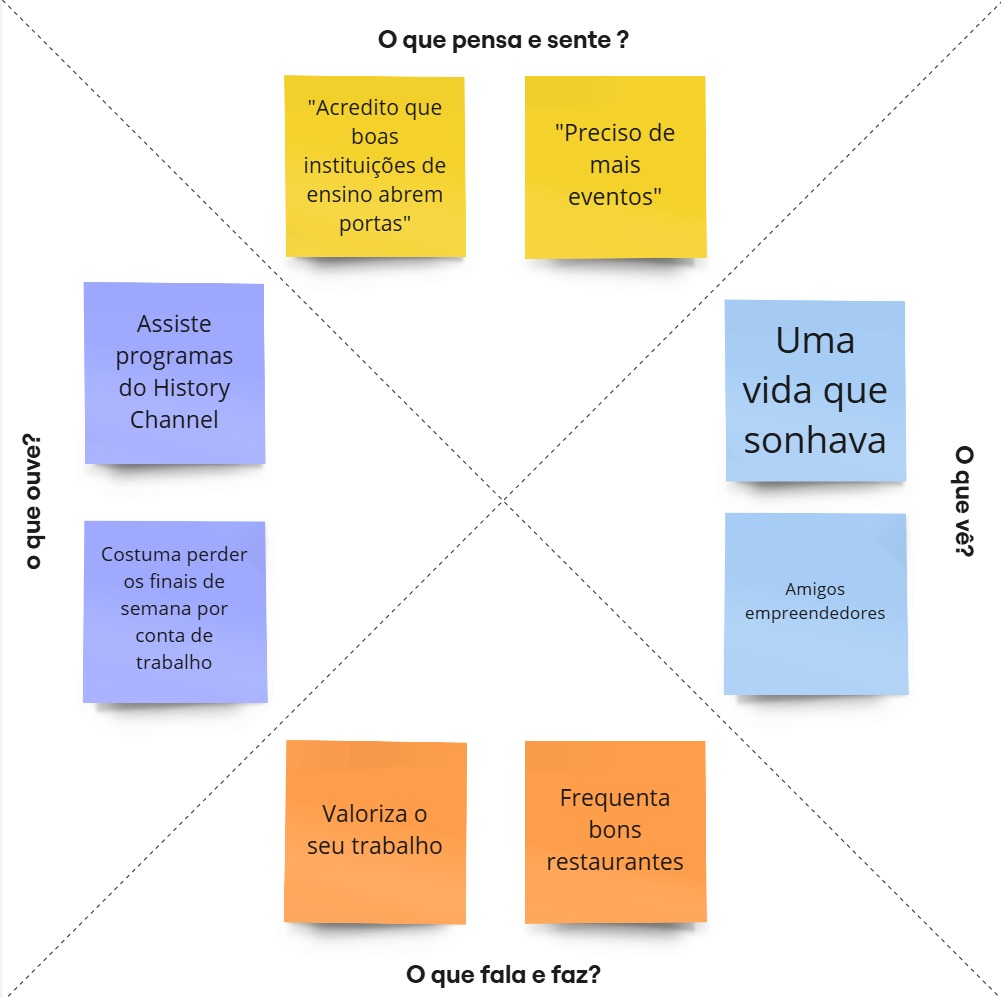 O que pensa e sente ?
"Acredito que
boas
instituições de
ensino abrem
portas"
"Preciso de
mais
eventos"
o que ouve?
Assiste
programas
do History
Channel
Costuma perder
os finais de
semana por
conta de
trabalho
O que vê?
Uma
vida que
sonhava
Amigos
empreendedores
Valoriza o
seu trabalho
Frequenta
bons
restaurantes
O que fala e faz?